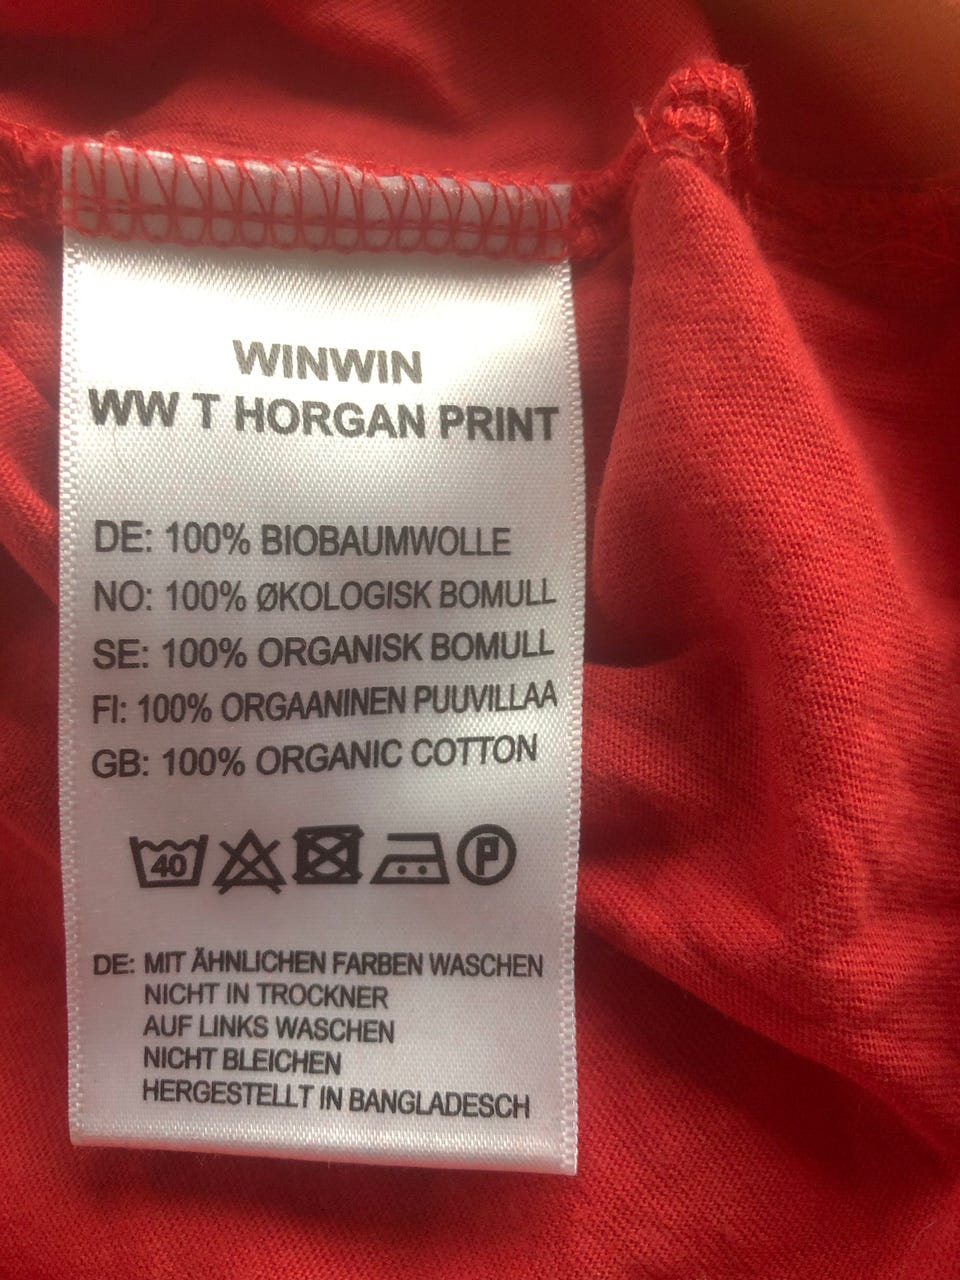 WINWIN
WW T HORGAN PRINT
DE: 100% BIOBAUMWOLLE
NO: 100% ØKOLOGISK BOMULL
SE: 100% ORGANISK BOMULL
FI: 100% ORGAANINEN PUUVILLAA
GB: 100% ORGANIC COTTON
40 P
DE: MIT ÄHNLICHEN FARBEN WASCHEN
NICHT IN TROCKNER
AUF LINKS WASCHEN
NICHT BLEICHEN
HERGESTELLT IN BANGLADESCH